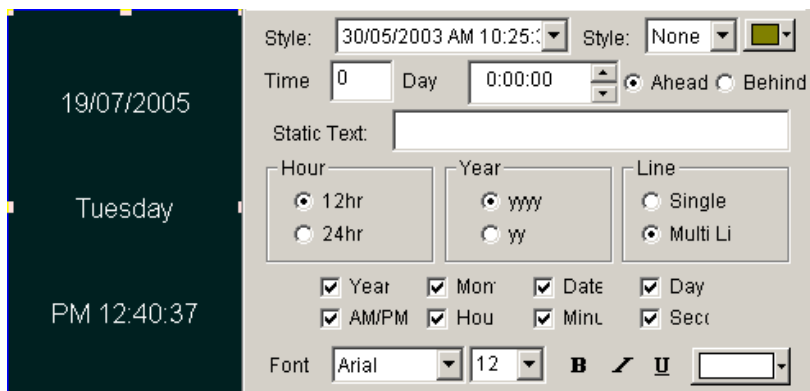 19/07/2005
Tuesday
PM 12:40:37
Style: 30/05/2003 AM 10:25: Style: None
Time 0 Day 0:00:00 Ahead Behind
Static Text:
Hour Year Line
12hr yyyy Single
24hr yy Multi Li
Year Mon Date Day
AM/PM Hou Minu Sec
Font Arial 12 B I U